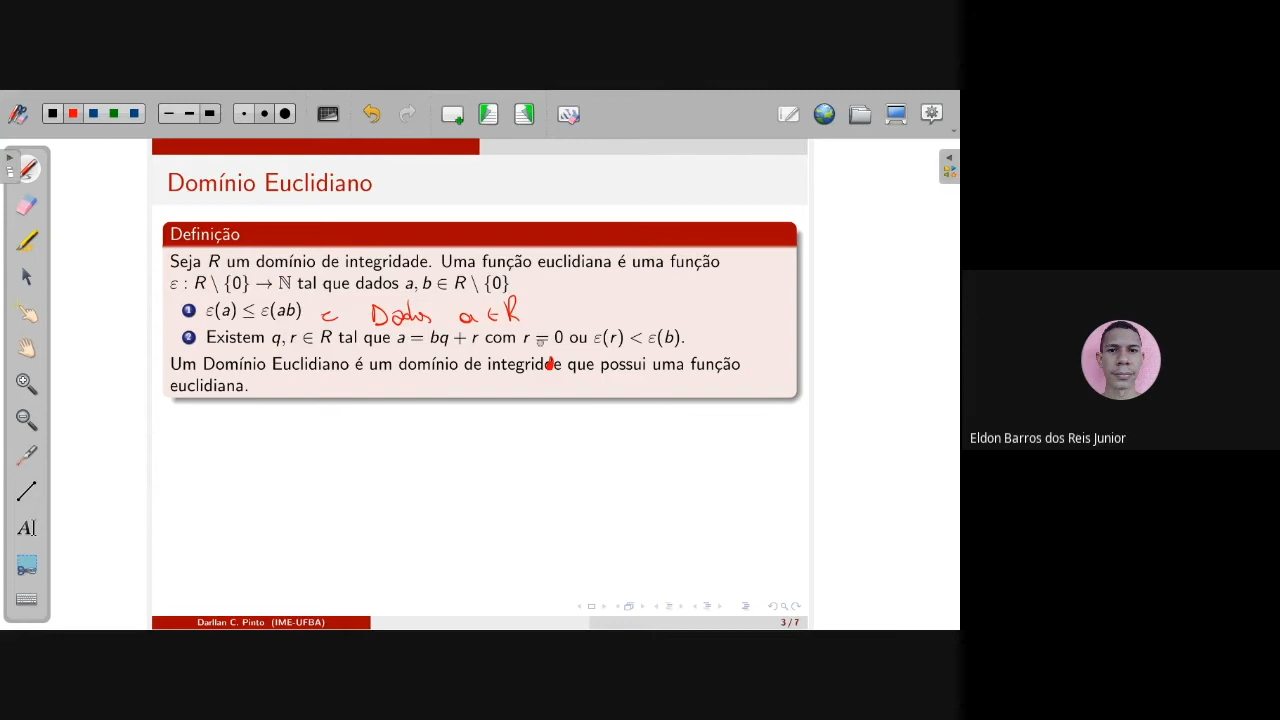 Domínio Euclidiano
Definição
Seja R um domínio de integridade. Uma função euclidiana é uma função
ε : R \ {0} → ℕ tal que dados a, b ∈ R \ {0}
1 ε(a) ≤ ε(ab) e Dados a ∈ R
2 Existem q, r ∈ R tal que a = bq + r com r = 0 ou ε(r) < ε(b).
Um Domínio Euclidiano é um domínio de integridade que possui uma função
euclidiana.
Eldon Barros dos Reis Junior
Darllan C. Pinto (IME-UFBA)
3 / 7